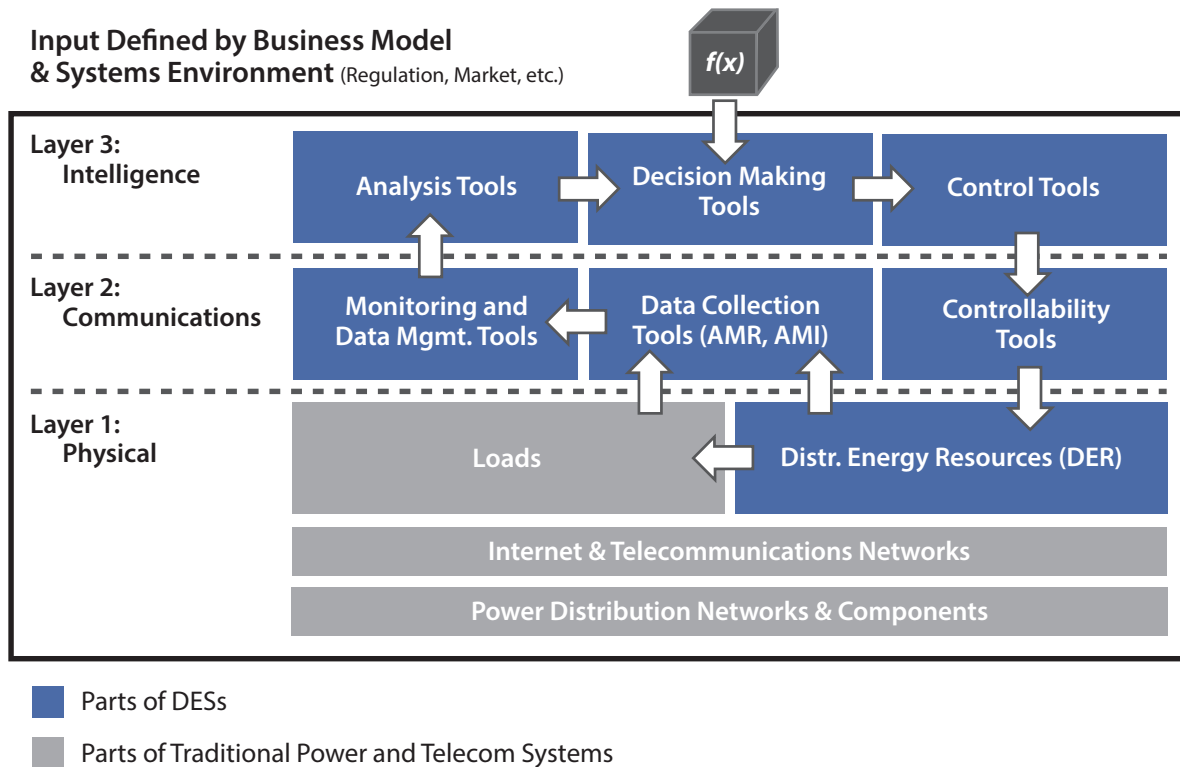 Input Defined by Business Model
& Systems Environment (Regulation, Market, etc.)
f(x)
Layer 3:
Intelligence
Analysis Tools
Decision Making
Tools
Control Tools
Layer 2:
Communications
Monitoring and
Data Mgmt. Tools
Data Collection
Tools (AMR, AMI)
Controllability
Tools
Layer 1:
Physical
Loads
Distr. Energy Resources (DER)
Internet & Telecommunications Networks
Power Distribution Networks & Components
Parts of DESs
Parts of Traditional Power and Telecom Systems